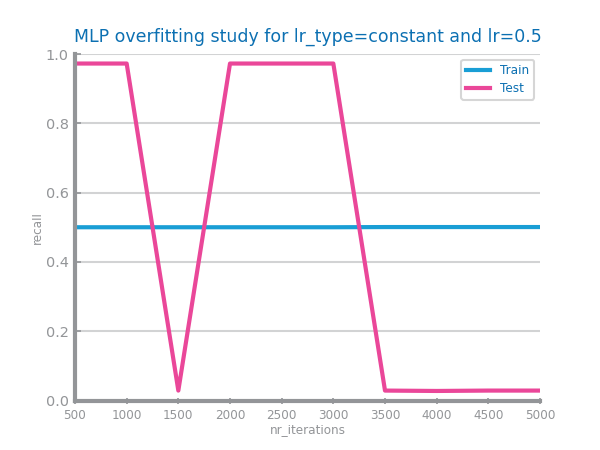 MLP overfitting study for lr_type=constant and lr=0.5
Train
Test
1.0
0.8
0.6
0.4
0.2
0.0
recall
500 1000 1500 2000 2500 3000 3500 4000 4500 5000
nr_iterations